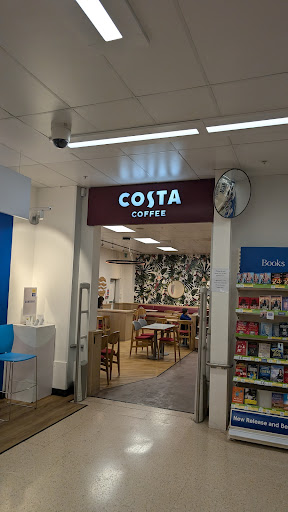 COSTA
COFFEE
Books
New Release and Be